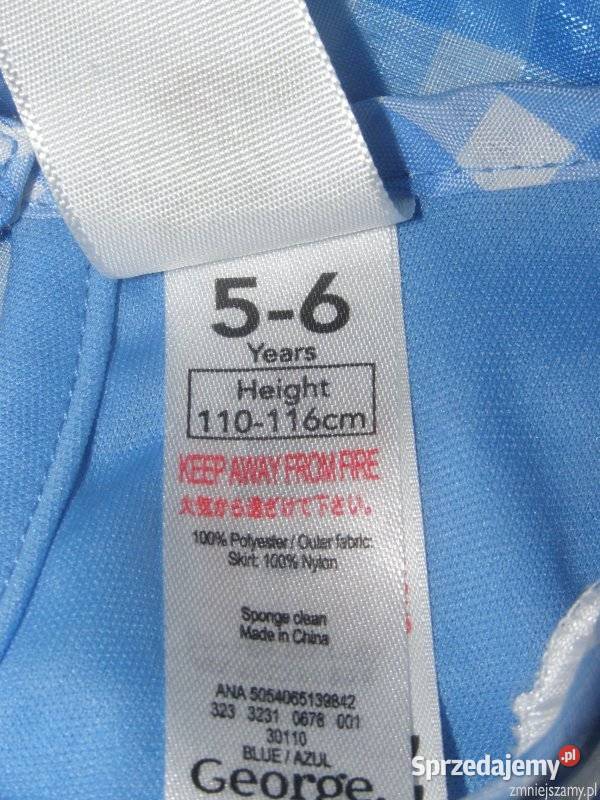 5-6
Years
Height
110-116cm
KEEP AWAY FROM FIRE
火気から遠ざけて下さい。
100% Polyester / Outer fabric:
Skirt: 100% Nylon
Sponge clean
Made in China
ANA 5054065139842
323 3231 0678 001
30110
BLUE / AZUL
George.
Sprzedajemy.pl
zmniejszamy.pl